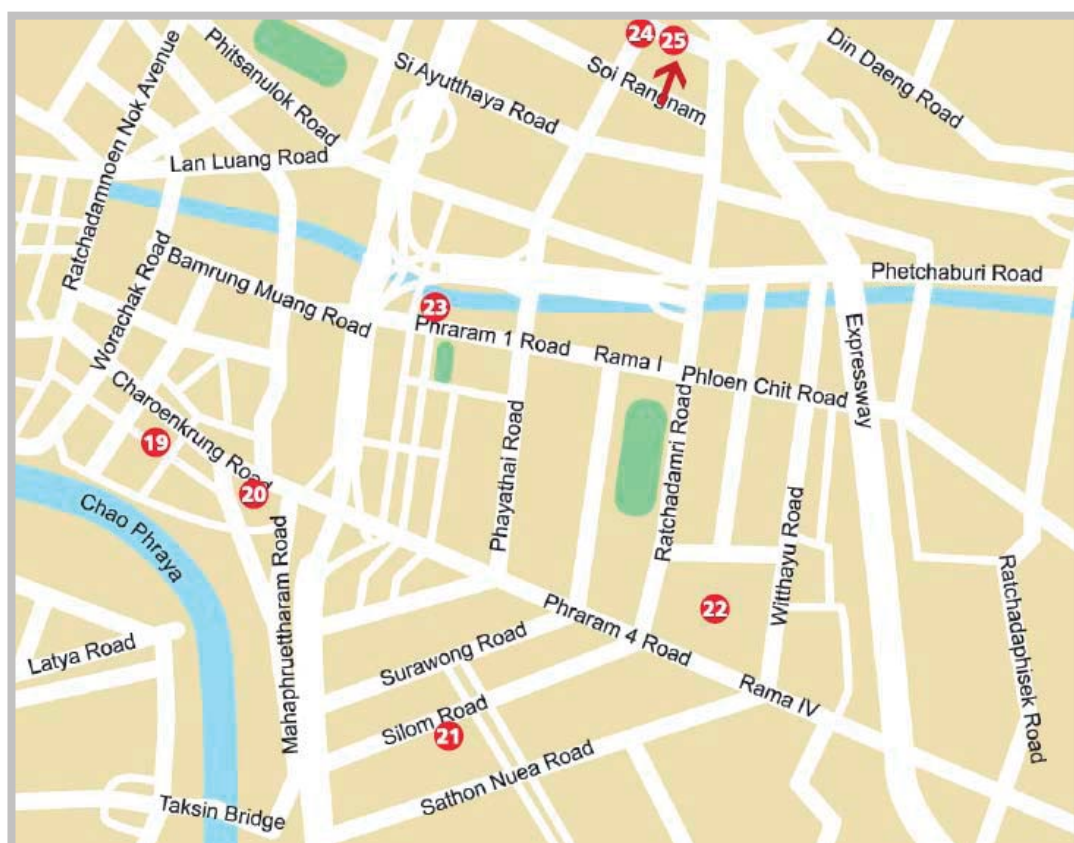 24
25
Din Daeng Road
Phitsanulok Road
Si Ayutthaya Road
Soi Rangnam
Ratchadamnoen Nok Avenue
Lan Luang Road
Worachak Road
Bamrung Muang Road
Phetchaburi Road
23
Phraram 1 Road
Rama I
Phloen Chit Road
Expressway
Charoenkrung Road
19
20
Chao Phraya
Phayathai Road
Ratchadamri Road
Witthayu Road
Mahaphruettharam Road
22
Phraram 4 Road
Rama IV
Ratchadaphisek Road
Latya Road
Surawong Road
Silom Road
21
Sathon Nuea Road
Taksin Bridge